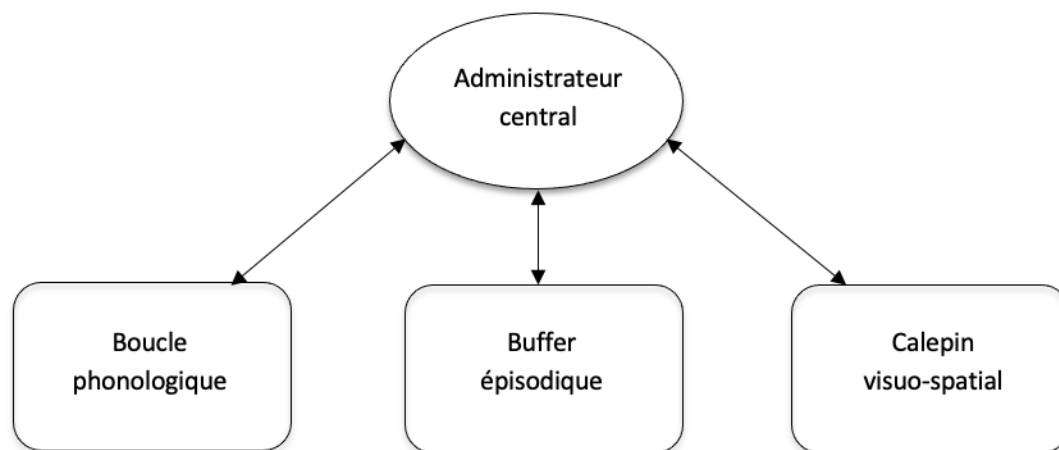 Administrateur
central
Boucle
phonologique
Buffer
épisodique
Calepin
visuo-spatial